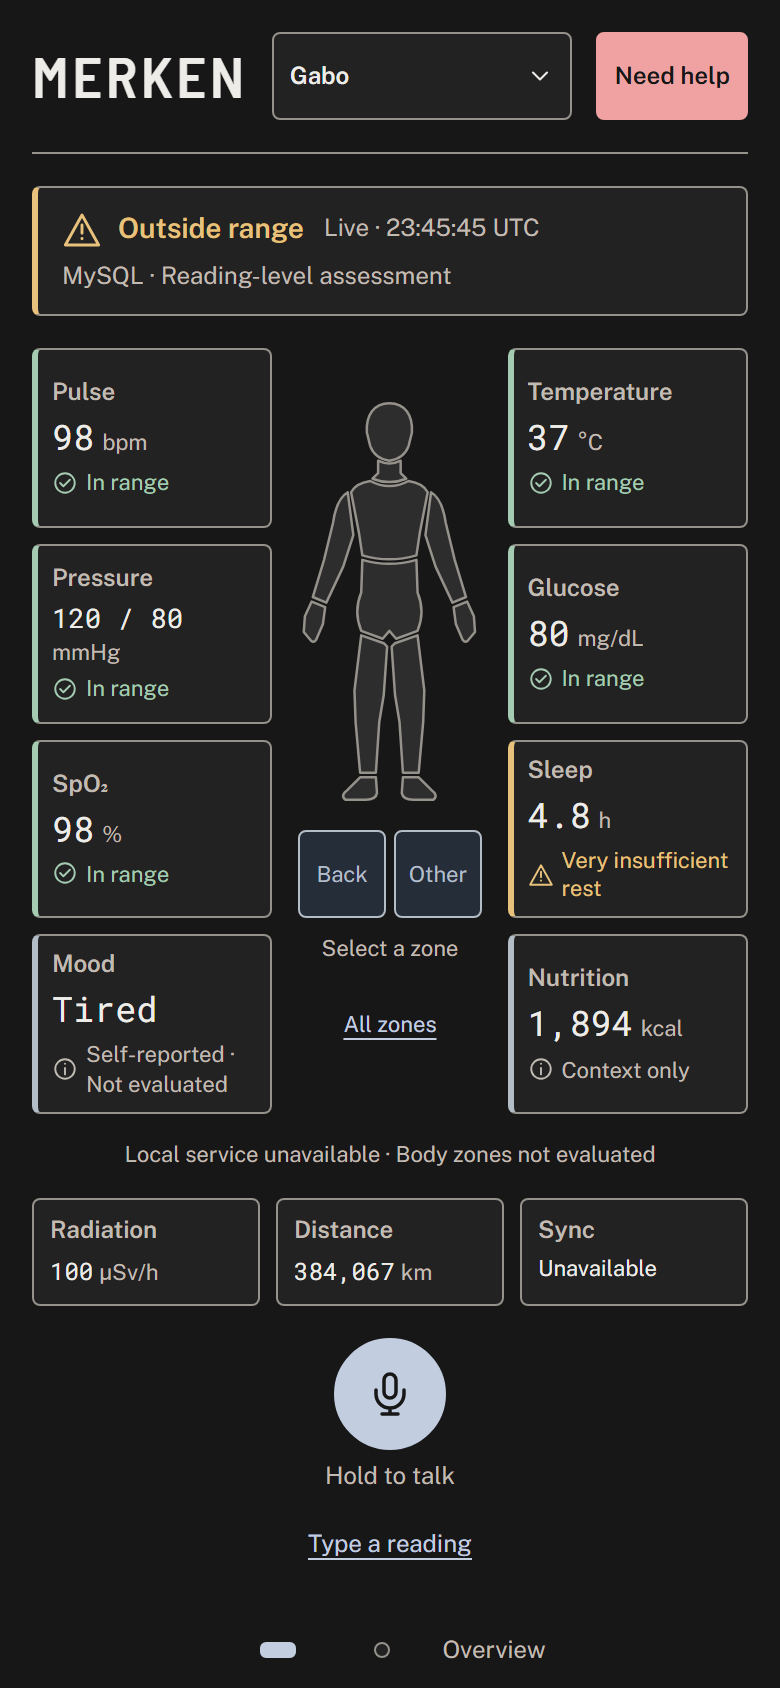 MERKEN
Gabo
Need help
Outside range Live · 23:45:45 UTC
MySQL · Reading-level assessment
Pulse
98 bpm
In range
Temperature
37 °C
In range
Pressure
120 / 80
mmHg
In range
Glucose
80 mg/dL
In range
SpO₂
98 %
In range
Sleep
4.8 h
Very insufficient
rest
Back
Other
Select a zone
All zones
Mood
Tired
Self-reported ·
Not evaluated
Nutrition
1,894 kcal
Context only
Local service unavailable · Body zones not evaluated
Radiation
100 µSv/h
Distance
384,067 km
Sync
Unavailable
Hold to talk
Type a reading
Overview